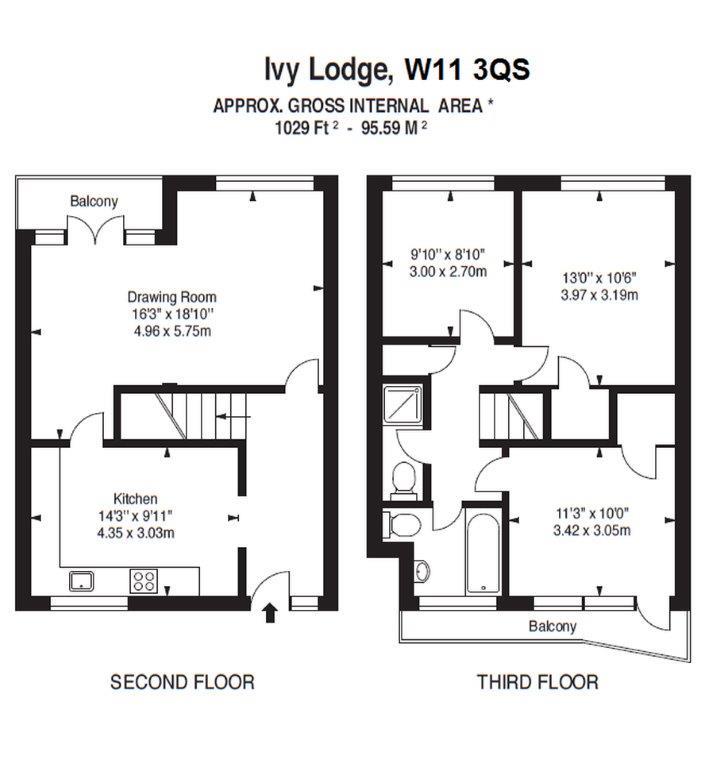 Ivy Lodge, W11 3QS
APPROX. GROSS INTERNAL AREA *
1029 Ft ² - 95.59 M ²
Balcony
Drawing Room
16'3" x 18'10"
4.96 x 5.75m
Kitchen
14'3" x 9'11"
4.35 x 3.03m
SECOND FLOOR
9'10" x 8'10"
3.00 x 2.70m
13'0" x 10'6"
3.97 x 3.19m
11'3" x 10'0"
3.42 x 3.05m
Balcony
THIRD FLOOR